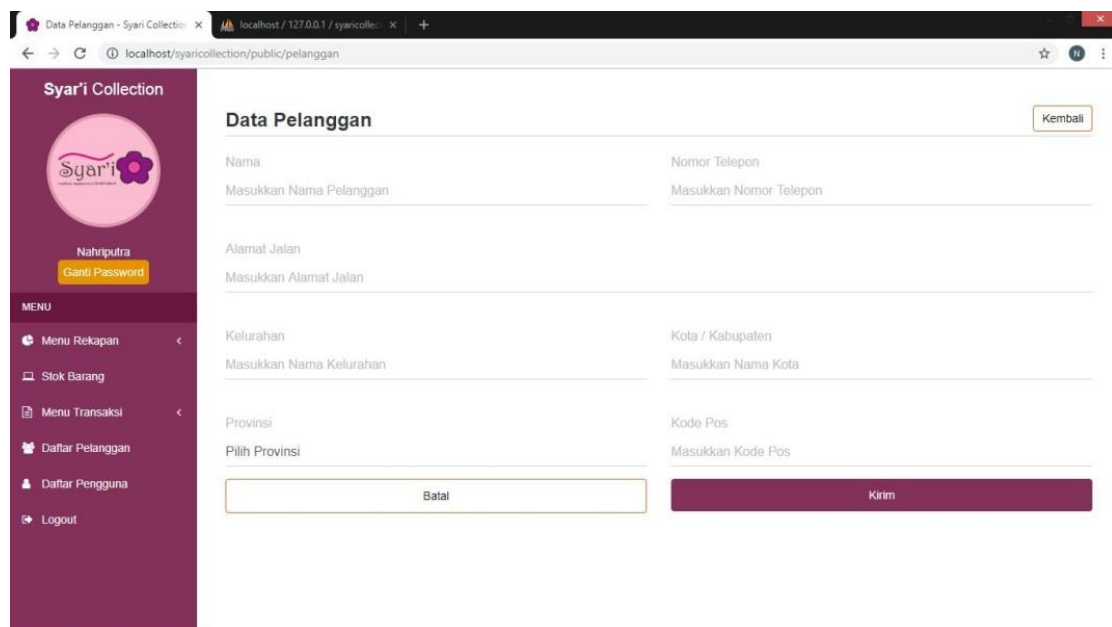 Data Pelanggan - Syari Collection
localhost / 127.0.0.1 / syaricollect
localhost/syaricollection/public/pelanggan
N
Syar'i Collection
Syar'i
Nahriputra
Ganti Password
MENU
Menu Rekapan
Stok Barang
Menu Transaksi
Daftar Pelanggan
Daftar Pengguna
Logout
Data Pelanggan
Kembali
Nama
Masukkan Nama Pelanggan
Nomor Telepon
Masukkan Nomor Telepon
Alamat Jalan
Masukkan Alamat Jalan
Kelurahan
Masukkan Nama Kelurahan
Kota / Kabupaten
Masukkan Nama Kota
Provinsi
Pilih Provinsi
Kode Pos
Masukkan Kode Pos
Batal
Kirim